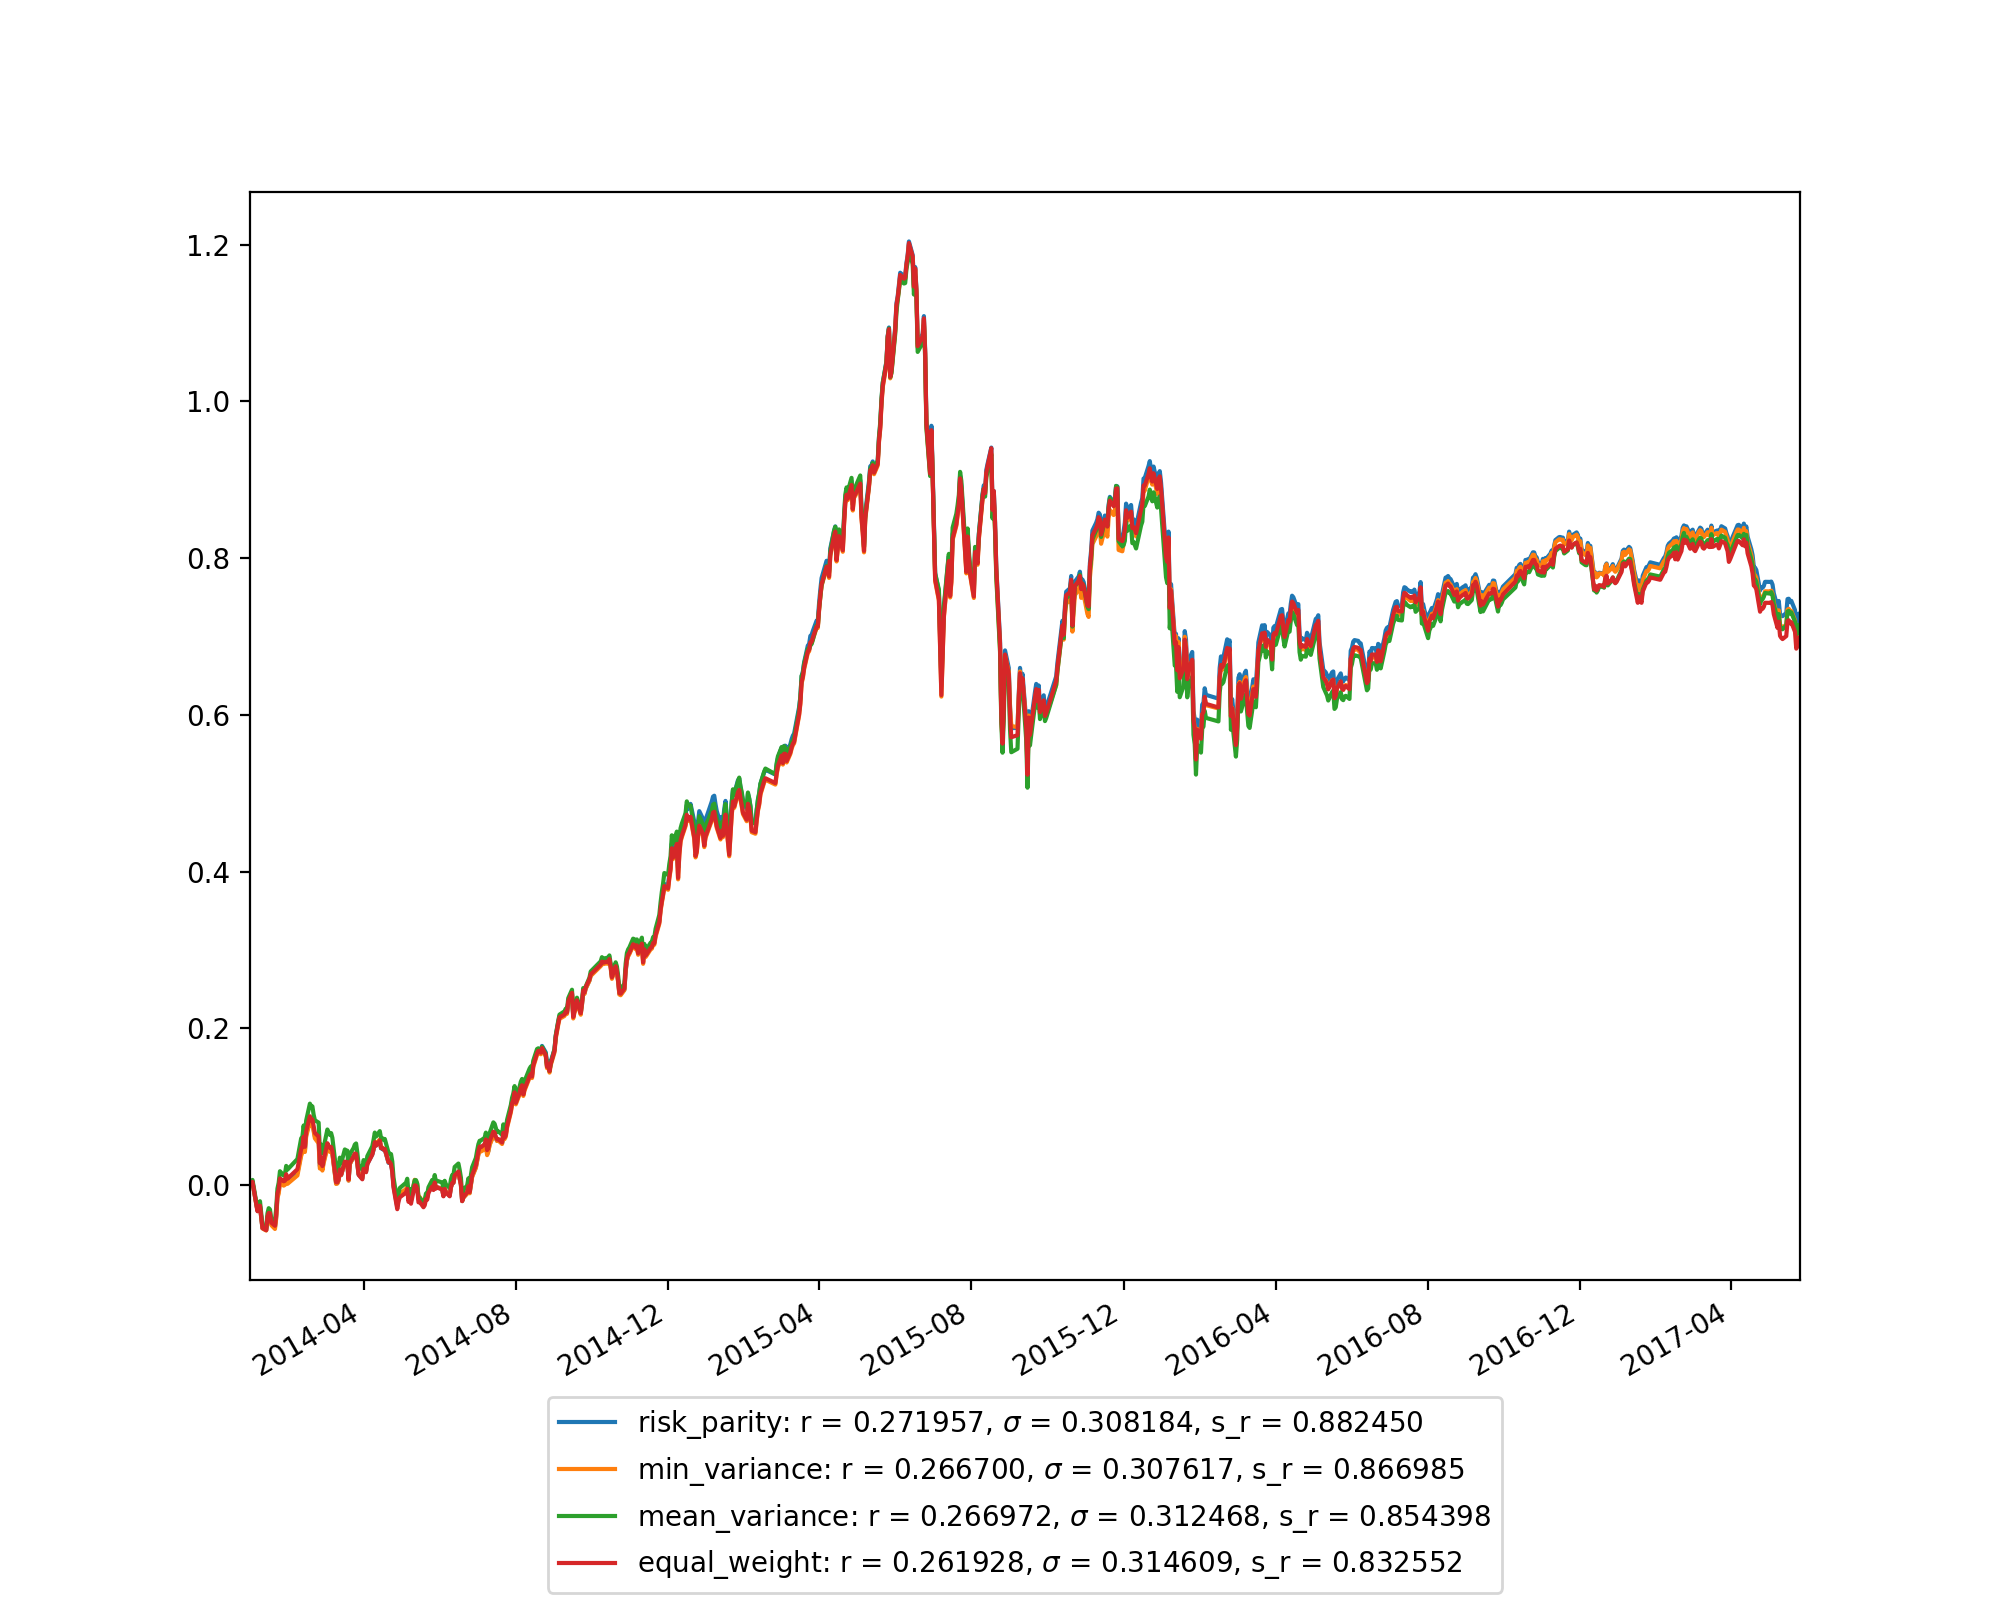 1.2
1.0
0.8
0.6
0.4
0.2
0.0
2014-04 2014-08 2014-12 2015-04 2015-08 2015-12 2016-04 2016-08 2016-12 2017-04
risk_parity: r = 0.271957, σ = 0.308184, s_r = 0.882450
min_variance: r = 0.266700, σ = 0.307617, s_r = 0.866985
mean_variance: r = 0.266972, σ = 0.312468, s_r = 0.854398
equal_weight: r = 0.261928, σ = 0.314609, s_r = 0.832552